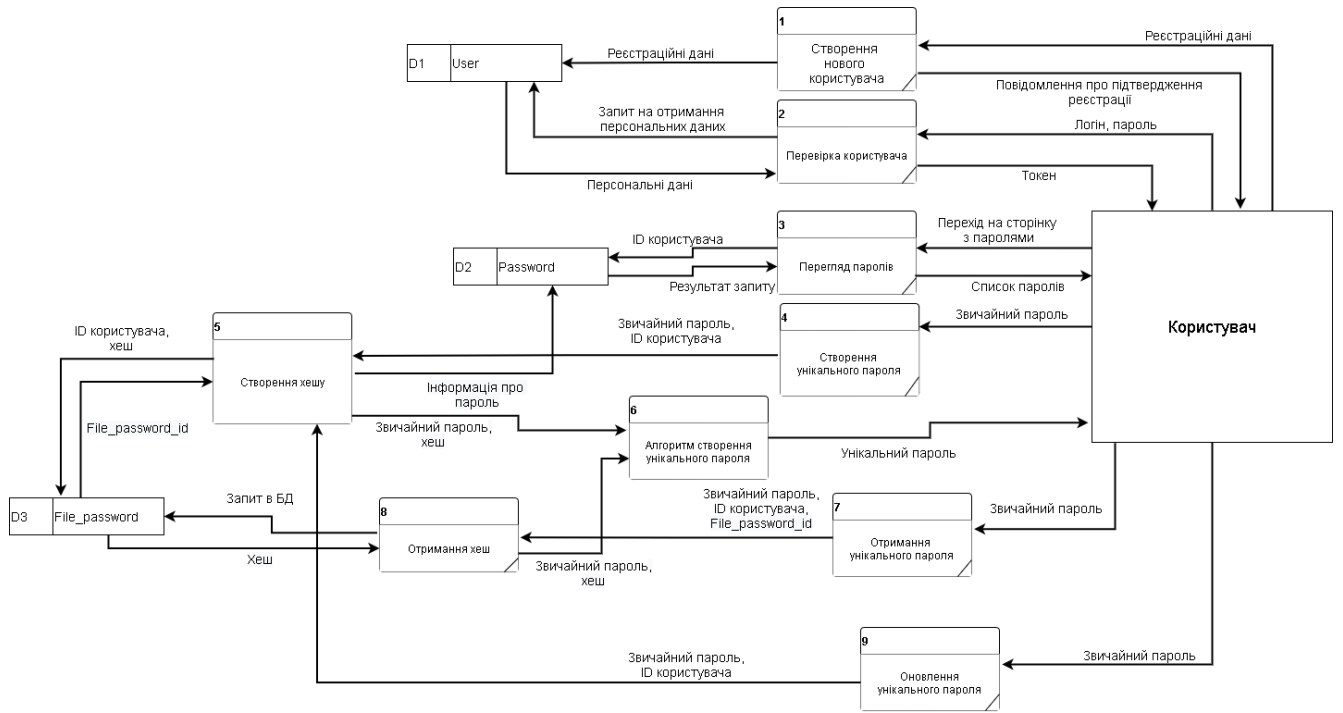 1
Створення
нового
користувача
Реєстраційні дані
Реєстраційні дані
D1 User
Повідомлення про підтвердження
реєстрації
Запит на отримання
персональних даних
2
Перевірка користувача
Логін, пароль
Персональні дані
Токен
3
Перегляд паролів
ID користувача
Перехід на сторінку
з паролями
D2 Password
Результат запиту
Список паролів
4
Створення
унікального пароля
Звичайний пароль
Користувач
Звичайний пароль,
ID користувача
5
Створення хешу
ID користувача,
хеш
Інформація про
пароль
File_password_id
Звичайний пароль,
хеш
6
Алгоритм створення
унікального пароля
Унікальний пароль
D3 File_password
Запит в БД
8
Отримання хеш
Хеш
Звичайний пароль,
ID користувача,
File_password_id
7
Отримання
унікального пароля
Звичайний пароль
Звичайний пароль,
хеш
9
Оновлення
унікального пароля
Звичайний пароль,
ID користувача
Звичайний пароль